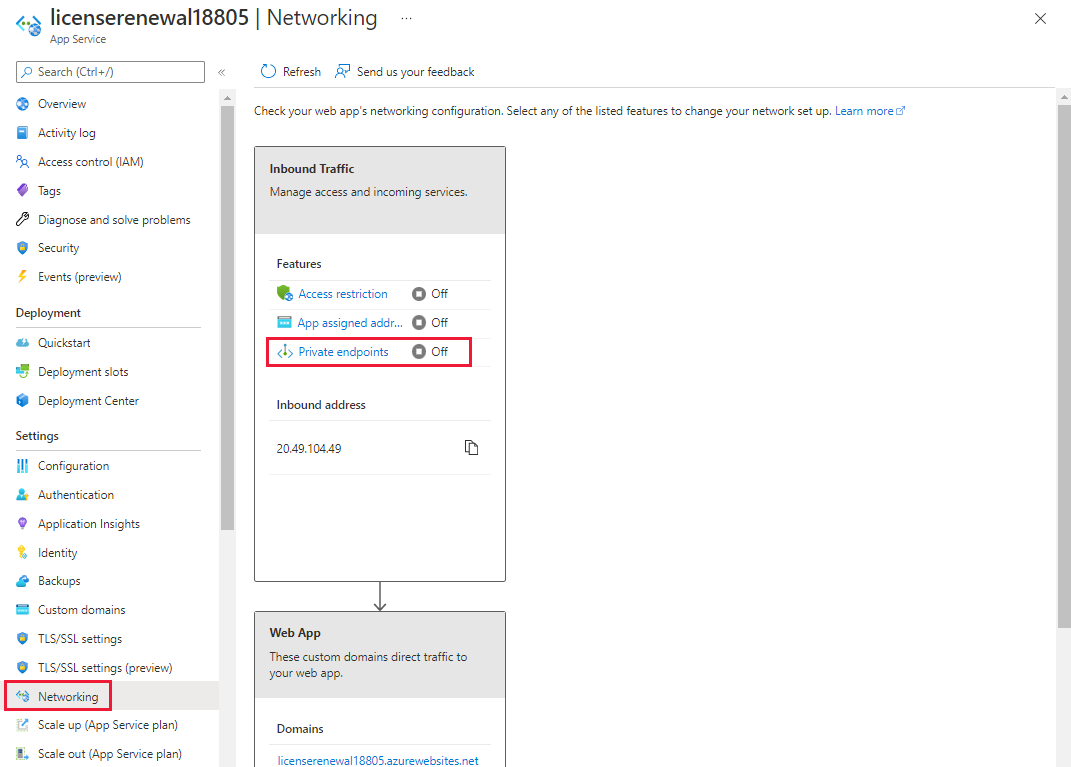 licenserenewal18805 | Networking ...
App Service
Search (Ctrl+/)
«
Overview
Activity log
Access control (IAM)
Tags
Diagnose and solve problems
Security
Events (preview)
Deployment
Quickstart
Deployment slots
Deployment Center
Settings
Configuration
Authentication
Application Insights
Identity
Backups
Custom domains
TLS/SSL settings
TLS/SSL settings (preview)
Networking
Scale up (App Service plan)
Scale out (App Service plan)
Refresh
Send us your feedback
Check your web app's networking configuration. Select any of the listed features to change your network set up. Learn more
Inbound Traffic
Manage access and incoming services.
Features
Access restriction Off
App assigned addr... Off
Private endpoints Off
Inbound address
20.49.104.49
Web App
These custom domains direct traffic to
your web app.
Domains
licenserenewal18805.azurewebsites.net